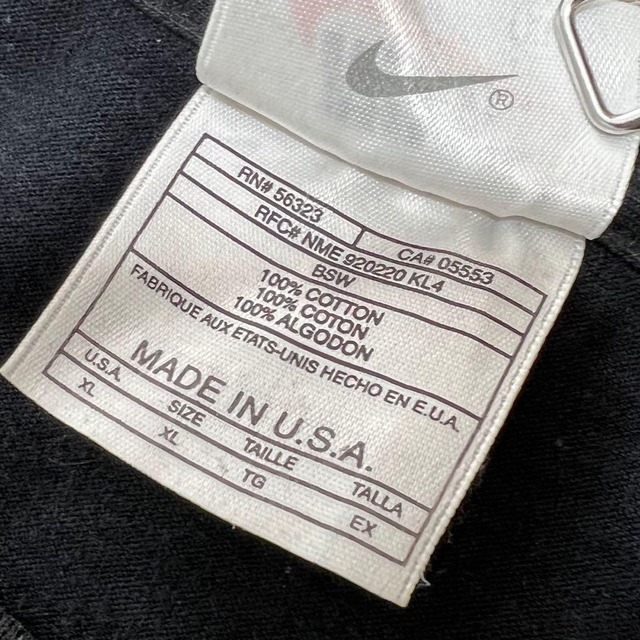 ®
RN# 56323 CA# 05553
RFC# NME 920220 KL4
BSW
100% COTTON
100% COTON
100% ALGODON
FABRIQUE AUX ETATS-UNIS HECHO EN E.U.A.
MADE IN U.S.A.
U.S.A. SIZE TAILLE TALLA
XL XL TG EX